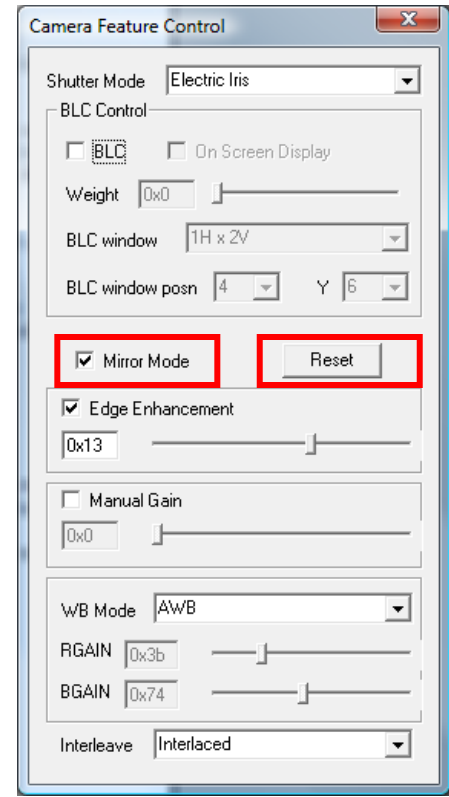 Camera Feature Control
Shutter Mode Electric Iris
BLC Control
BLC On Screen Display
Weight 0x0
BLC window 1H x 2V
BLC window posn 4 Y 6
Mirror Mode Reset
Edge Enhancement
0x13
Manual Gain
0x0
WB Mode AWB
RGAIN 0x3b
BGAIN 0x74
Interleave Interlaced